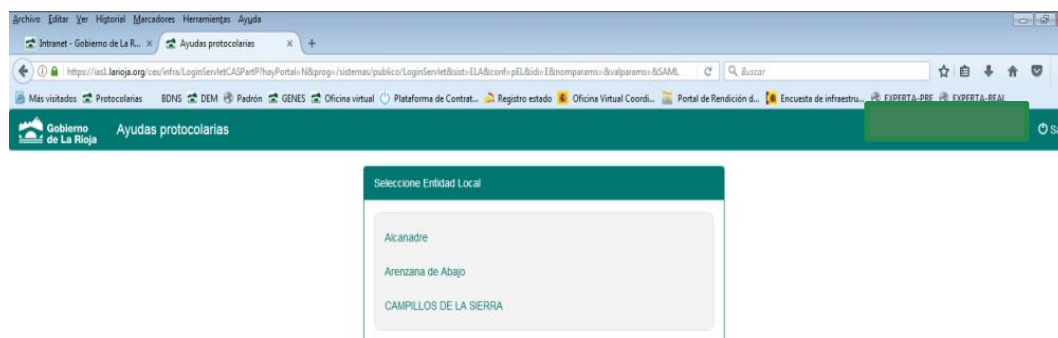 Archivo Editar Ver Historial Marcadores Herramientas Ayuda
Intranet - Gobierno de La R... × Ayudas protocolarias × +
https://ias1.larioja.org/cex/infra/LoginServletCASPartP?hayPortal=N&prog=/sistemas/publico/LoginServlet&sist=ELA&conf=pEL&idi=E&nomparams=&valparams=&SAML Buscar
Más visitados Protocolarias BDNS DEM Padrón GENES Oficina virtual Plataforma de Contrat... Registro estado Oficina Virtual Coordi... Portal de Rendición d... Encuesta de infraestru... EXPERTA-PRE EXPERTA-REAL
Gobierno de La Rioja Ayudas protocolarias
Seleccione Entidad Local
Alcanadre
Arenzana de Abajo
CAMPILLOS DE LA SIERRA